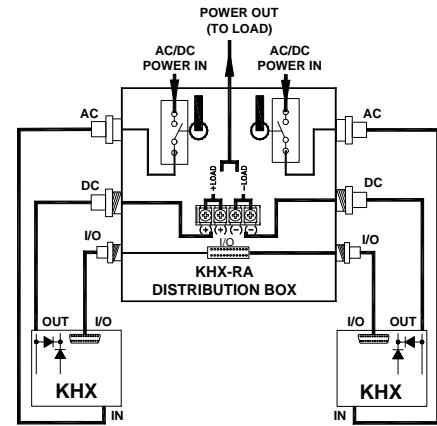 POWER OUT
(TO LOAD)
AC/DC
POWER IN
AC/DC
POWER IN
AC
AC
+LOAD
−LOAD
DC
DC
(+) (+) (−) (−)
I/O
I/O
I/O
KHX-RA
DISTRIBUTION BOX
OUT
I/O
I/O
OUT
KHX
KHX
IN
IN